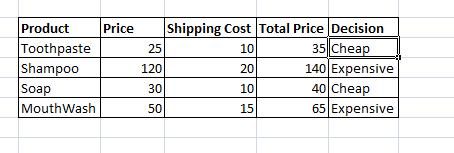 Product Price Shipping Cost Total Price Decision
Toothpaste 25 10 35 Cheap
Shampoo 120 20 140 Expensive
Soap 30 10 40 Cheap
MouthWash 50 15 65 Expensive